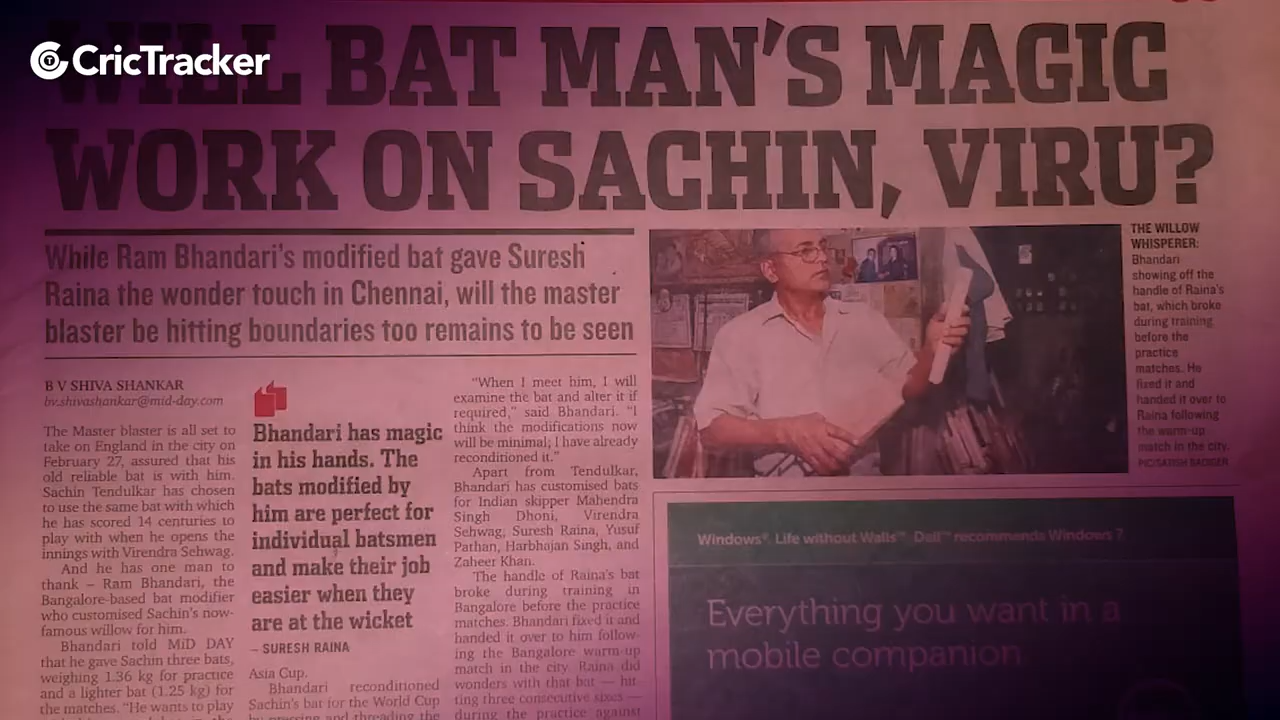 CricTracker
WILL BAT MAN'S MAGIC
WORK ON SACHIN, VIRU?
While Ram Bhandari's modified bat gave Suresh
Raina the wonder touch in Chennai, will the master
blaster be hitting boundaries too remains to be seen
B V SHIVA SHANKAR
bv.shivashankar@mid-day.com
The Master blaster is all set to
take on England in the city on
February 27, assured that his
old reliable bat is with him.
Sachin Tendulkar has chosen
to use the same bat with which
he has scored 14 centuries to
play with when he opens the
innings with Virendra Sehwag.
And he has one man to
thank – Ram Bhandari, the
Bangalore-based bat modifier
who customised Sachin's now-
famous willow for him.
Bhandari told MiD DAY
that he gave Sachin three bats,
weighing 1.36 kg for practice
and a lighter bat (1.25 kg) for
the matches. "He wants to play
Bhandari has magic
in his hands. The
bats modified by
him are perfect for
individual batsmen
and make their job
easier when they
are at the wicket
– SURESH RAINA
Asia Cup.
Bhandari reconditioned
Sachin's bat for the World Cup
by pressing and threading the
"When I meet him, I will
examine the bat and alter it if
required," said Bhandari. "I
think the modifications now
will be minimal; I have already
reconditioned it."
Apart from Tendulkar,
Bhandari has customised bats
for Indian skipper Mahendra
Singh Dhoni, Virendra
Sehwag, Suresh Raina, Yusuf
Pathan, Harbhajan Singh, and
Zaheer Khan.
The handle of Raina's bat
broke during training in
Bangalore before the practice
matches. Bhandari fixed it and
handed it over to him follow-
ing the Bangalore warm-up
match in the city. Raina did
wonders with that bat — hit-
ting three consecutive sixes —
during the practice against
THE WILLOW
WHISPERER:
Bhandari
showing off the
handle of Raina's
bat, which broke
during training
before the
practice
matches. He
fixed it and
handed it over to
Raina following
the warm-up
match in the city.
PIC/SATISH BADIGER
Windows®. Life without Walls™. Dell™ recommends Windows 7.
Everything you want in a
mobile companion